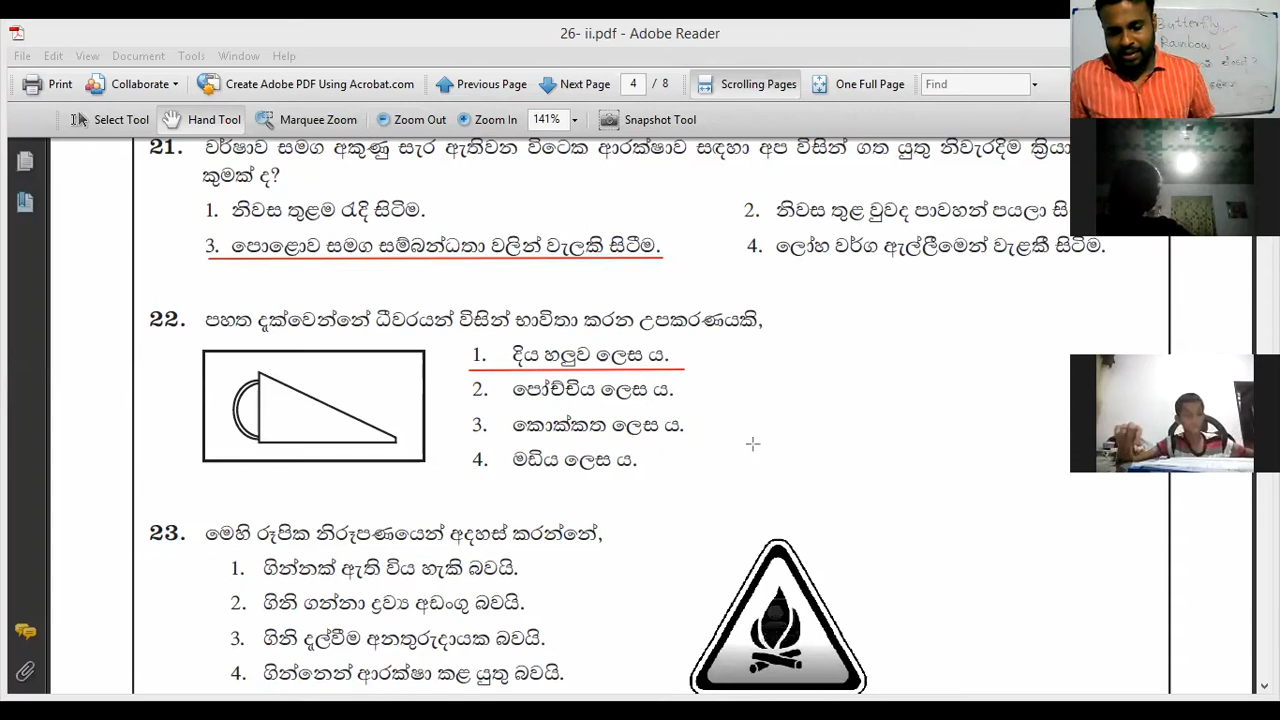 26- ii.pdf - Adobe Reader
File Edit View Document Tools Window Help
Print Collaborate Create Adobe PDF Using Acrobat.com Previous Page Next Page 4 / 8 Scrolling Pages One Full Page Find
Select Tool Hand Tool Marquee Zoom Zoom Out Zoom In 141% Snapshot Tool
Butterfly
Rainbow
21. වර්ෂාව සමග අකුණු සැර ඇතිවන විටෙක ආරක්ෂාව සඳහා අප විසින් ගත යුතු නිවැරදිම ක්‍රියා
කුමක් ද?
1. නිවස තුළම රැදි සිටිම.
2. නිවස තුළ වුවද පාවහන් පයලා සි
3. පොළොව සමග සම්බන්ධතා වලින් වැලකි සිටීම.
4. ලෝහ වර්ග ඇල්ලීමෙන් වැළකී සිටීම.
22. පහත දැක්වෙන්නේ ධීවරයන් විසින් භාවිතා කරන උපකරණයකි,
1. දිය හලුව ලෙස ය.
2. පෝච්චිය ලෙස ය.
3. කොක්කත ලෙස ය.
4. මඩිය ලෙස ය.
23. මෙහි රූපික නිරූපණයෙන් අදහස් කරන්නේ,
1. ගින්නක් ඇති විය හැකි බවයි.
2. ගිනි ගන්නා ද්‍රව්‍ය අඩංගු බවයි.
3. ගිනි දැල්වීම අනතුරුදායක බවයි.
4. ගින්නෙන් ආරක්ෂා කළ යුතු බවයි.